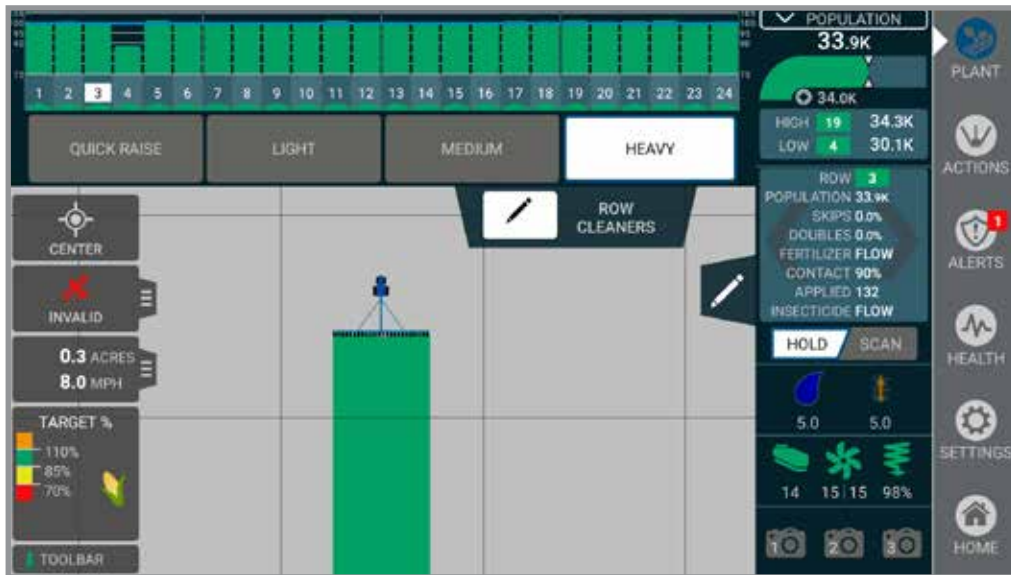 POPULATION
33.9K
34.0K
HIGH 19 34.3K
LOW 4 30.1K
1 2 3 4 5 6 7 8 9 10 11 12 13 14 15 16 17 18 19 20 21 22 23 24
QUICK RAISE LIGHT MEDIUM HEAVY
ROW
CLEANERS
CENTER
INVALID
0.3 ACRES
8.0 MPH
TARGET %
110%
85%
70%
TOOLBAR
ROW 3
POPULATION 33.9K
SKIPS 0.0%
DOUBLES 0.0%
FERTILIZER FLOW
CONTACT 90%
APPLIED 132
INSECTICIDE FLOW
HOLD SCAN
5.0 5.0
14 15|15 98%
1 2 3
PLANT
ACTIONS
1
ALERTS
HEALTH
SETTINGS
HOME